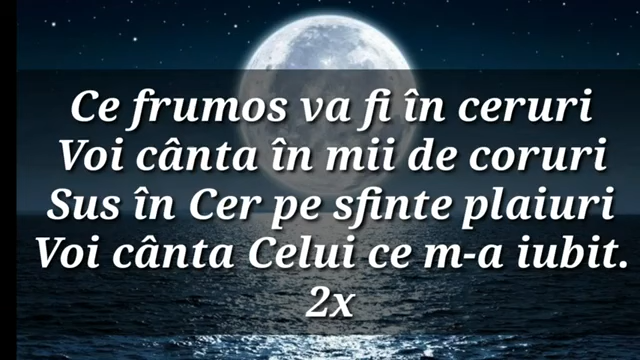 Ce frumos va fi în ceruri
Voi cânta în mii de coruri
Sus în Cer pe sfinte plaiuri
Voi cânta Celui ce m-a iubit.
2x